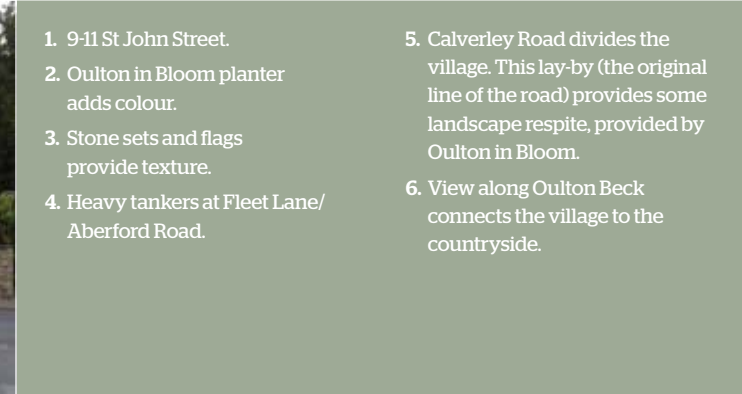 1. 9-11 St John Street.
2. Oulton in Bloom planter
adds colour.
3. Stone sets and flags
provide texture.
4. Heavy tankers at Fleet Lane/
Aberford Road.
5. Calverley Road divides the
village. This lay-by (the original
line of the road) provides some
landscape respite, provided by
Oulton in Bloom.
6. View along Oulton Beck
connects the village to the
countryside.